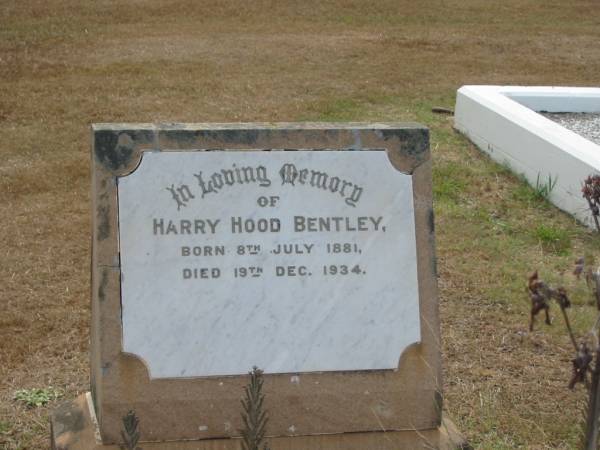 In Loving Memory
OF
HARRY HOOD BENTLEY,
BORN 8TH JULY 1881,
DIED 19TH DEC. 1934.